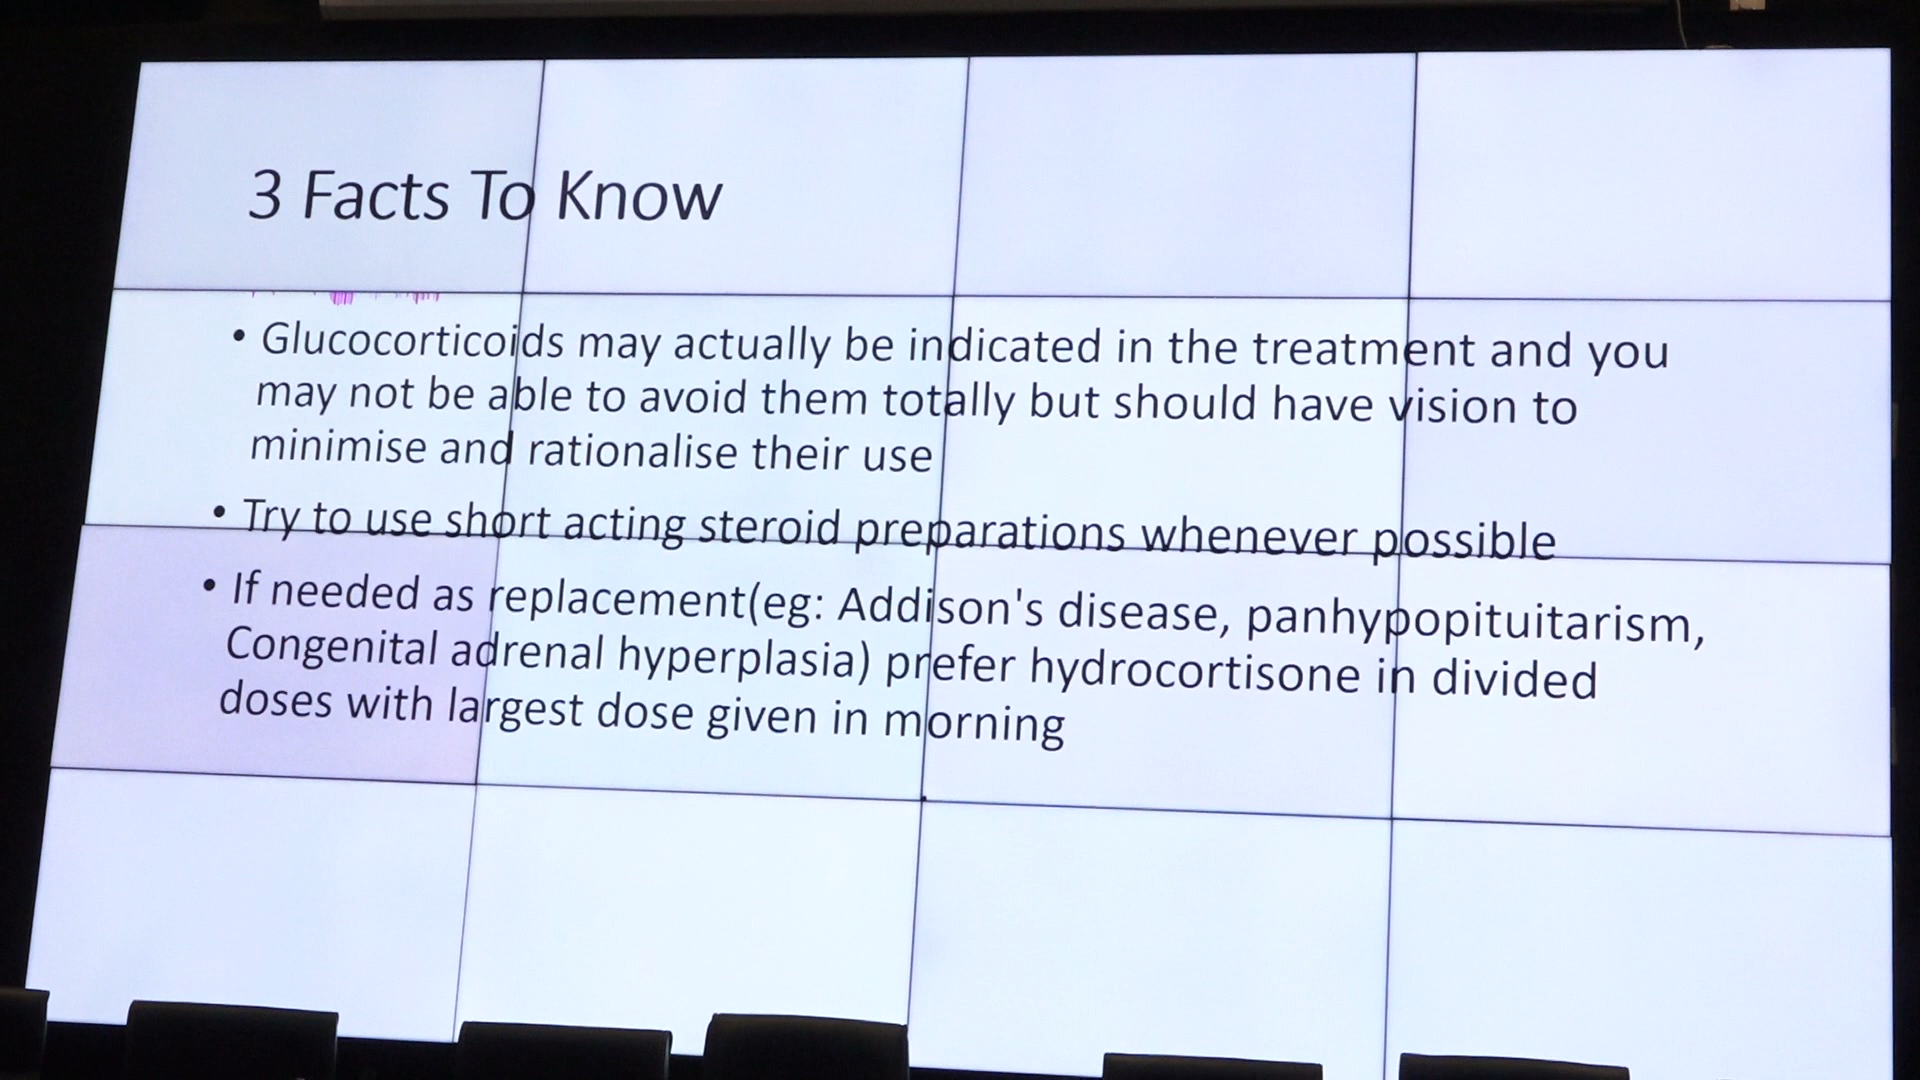 3 Facts To Know
• Glucocorticoids may actually be indicated in the treatment and you
may not be able to avoid them totally but should have vision to
minimise and rationalise their use
• Try to use short acting steroid preparations whenever possible
• If needed as replacement(eg: Addison's disease, panhypopituitarism,
Congenital adrenal hyperplasia) prefer hydrocortisone in divided
doses with largest dose given in morning